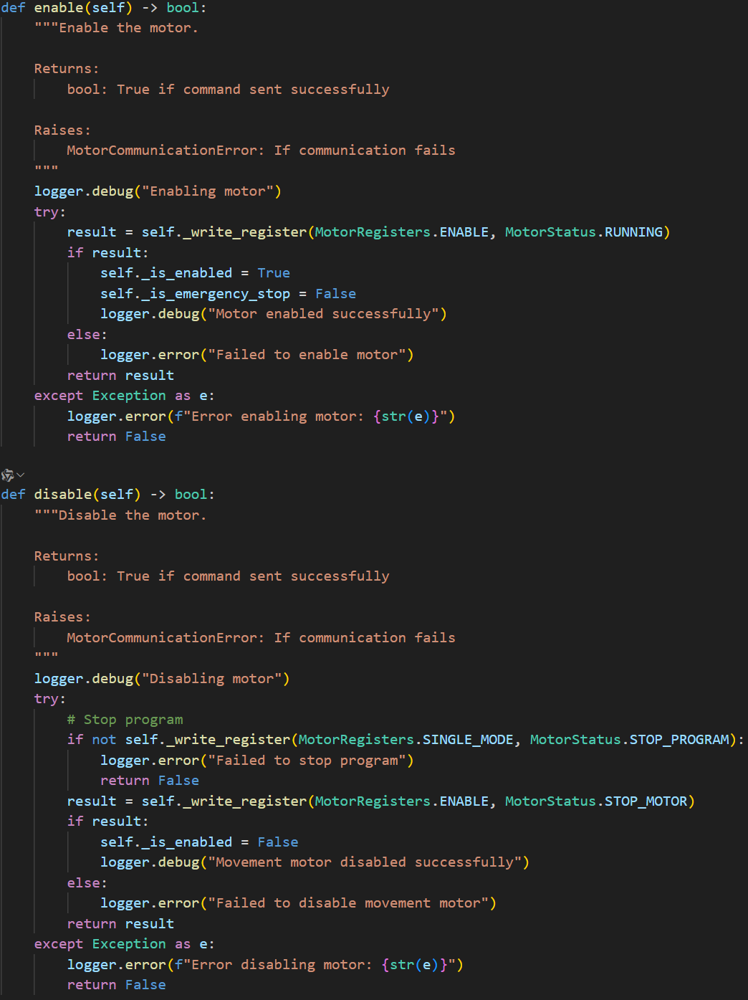 def enable(self) -> bool:
    """Enable the motor.

    Returns:
        bool: True if command sent successfully

    Raises:
        MotorCommunicationError: If communication fails
    """
    logger.debug("Enabling motor")
    try:
        result = self._write_register(MotorRegisters.ENABLE, MotorStatus.RUNNING)
        if result:
            self._is_enabled = True
            self._is_emergency_stop = False
            logger.debug("Motor enabled successfully")
        else:
            logger.error("Failed to enable motor")
        return result
    except Exception as e:
        logger.error(f"Error enabling motor: {str(e)}")
        return False

def disable(self) -> bool:
    """Disable the motor.

    Returns:
        bool: True if command sent successfully

    Raises:
        MotorCommunicationError: If communication fails
    """
    logger.debug("Disabling motor")
    try:
        # Stop program
        if not self._write_register(MotorRegisters.SINGLE_MODE, MotorStatus.STOP_PROGRAM):
            logger.error("Failed to stop program")
            return False
        result = self._write_register(MotorRegisters.ENABLE, MotorStatus.STOP_MOTOR)
        if result:
            self._is_enabled = False
            logger.debug("Movement motor disabled successfully")
        else:
            logger.error("Failed to disable movement motor")
        return result
    except Exception as e:
        logger.error(f"Error disabling motor: {str(e)}")
        return False